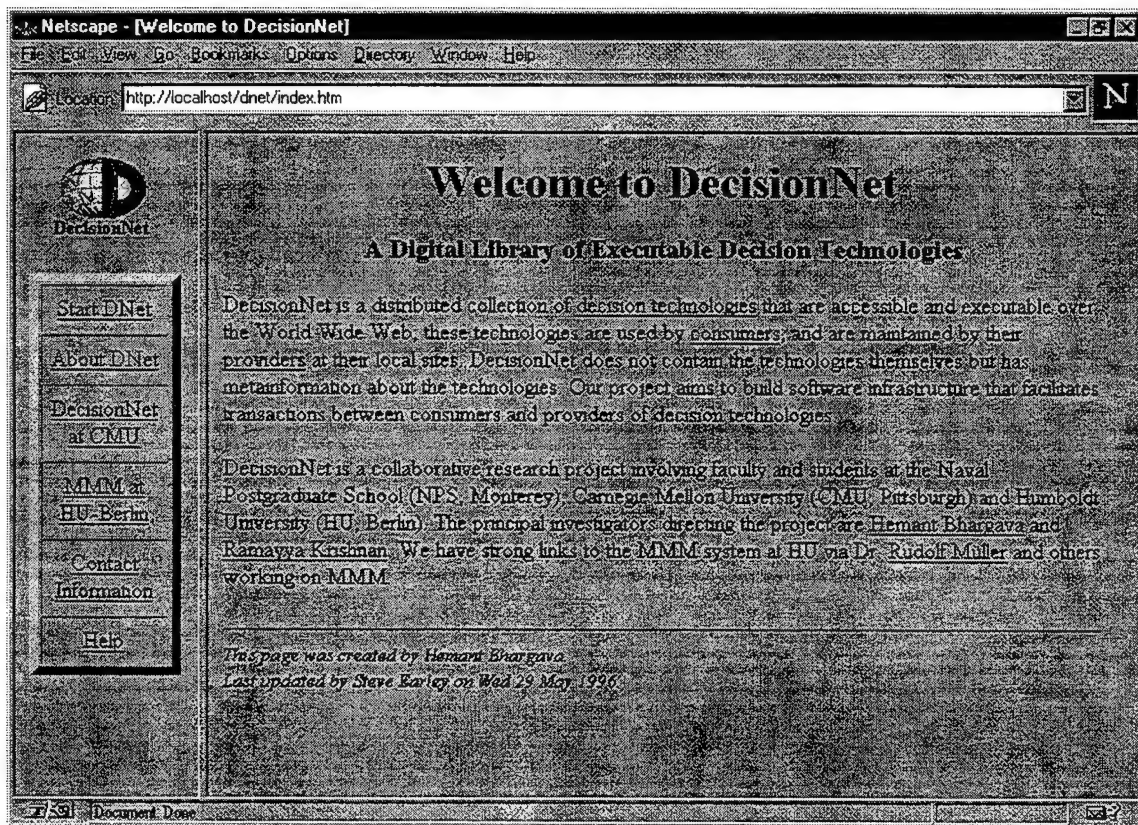 Netscape - [Welcome to DecisionNet]
File Edit View Go Bookmarks Options Directory Window Help
Location: http://localhost/dnet/index.htm
N
DecisionNet
Start DNet
About DNet
DecisionNet
at CMU
MMM at
HU-Berlin
Contact
Information
Help
Welcome to DecisionNet
A Digital Library of Executable Decision Technologies
DecisionNet is a distributed collection of decision technologies that are accessible and executable over
the World Wide Web; these technologies are used by consumers, and are maintained by their
providers at their local sites. DecisionNet does not contain the technologies themselves but has
metainformation about the technologies. Our project aims to build software infrastructure that facilitates
transactions between consumers and providers of decision technologies.
DecisionNet is a collaborative research project involving faculty and students at the Naval
Postgraduate School (NPS, Monterey), Carnegie Mellon University (CMU, Pittsburgh) and Humboldt
University (HU, Berlin). The principal investigators directing the project are Hemant Bhargava and
Ramayya Krishnan. We have strong links to the MMM system at HU via Dr. Rudolf Müller and others
working on MMM.
This page was created by Hemant Bhargava.
Last updated by Steve Earley on Wed 29 May, 1996.
Document: Done